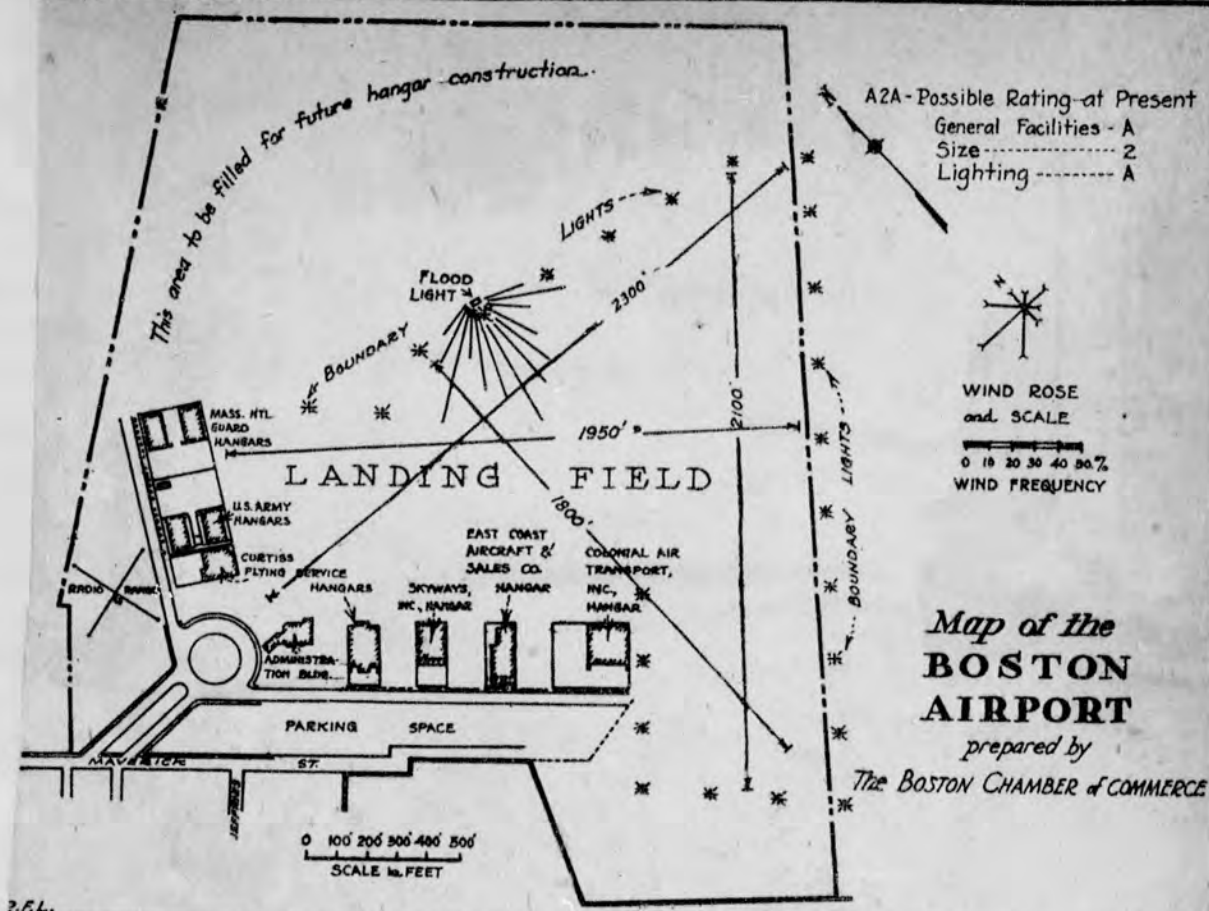 This area to be filled for future hangar construction.
A2A - Possible Rating at Present
General Facilities - A
Size 2
Lighting A
LIGHTS
FLOOD
LIGHT
2300'
BOUNDARY
N
WIND ROSE
and SCALE
0 10 20 30 40 50.%
WIND FREQUENCY
MASS. NTL.
GUARD
HANGARS
1950'
2100'
BOUNDARY LIGHTS
LANDING FIELD
1800'
U.S. ARMY
HANGARS
CURTISS
FLYING SERVICE
HANGARS
SKYWAYS,
INC., HANGAR
EAST COAST
AIRCRAFT &
SALES CO.
HANGAR
COLONIAL AIR
TRANSPORT,
INC.,
HANGAR
RADIO RANGE
ADMINISTRA-
TION BLDG.
PARKING SPACE
MAVERICK ST.
JEFFRIES
0 100' 200' 300' 400' 500'
SCALE in FEET
Map of the
BOSTON
AIRPORT
prepared by
The BOSTON CHAMBER of COMMERCE